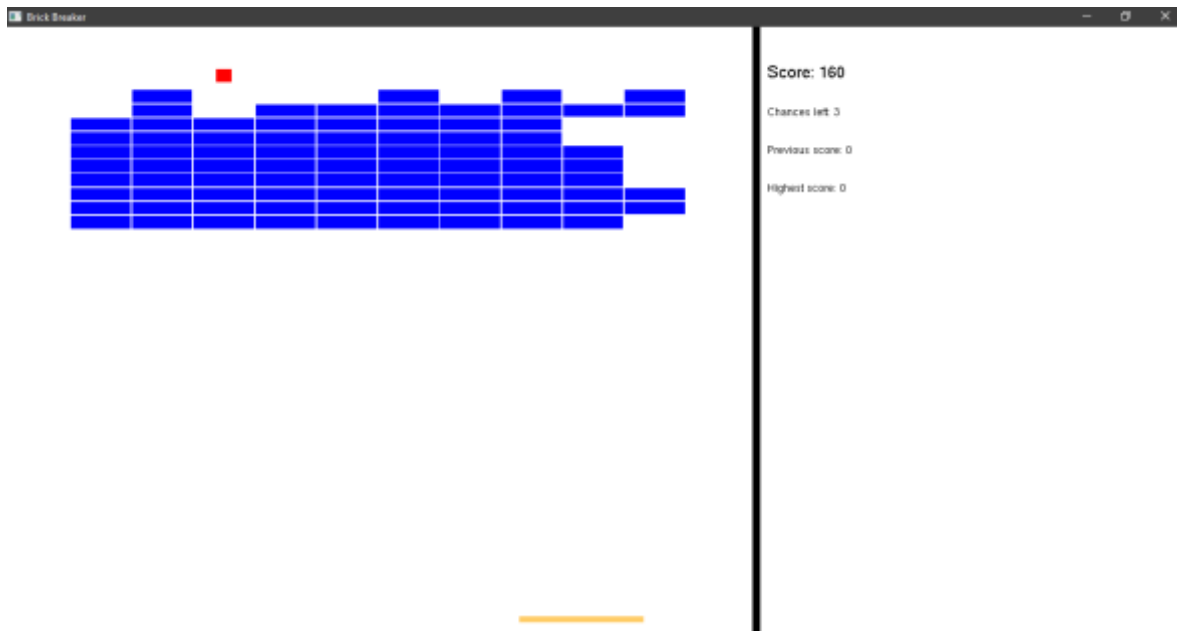 Brick Breaker
Score: 160
Chances left: 3
Previous score: 0
Highest score: 0